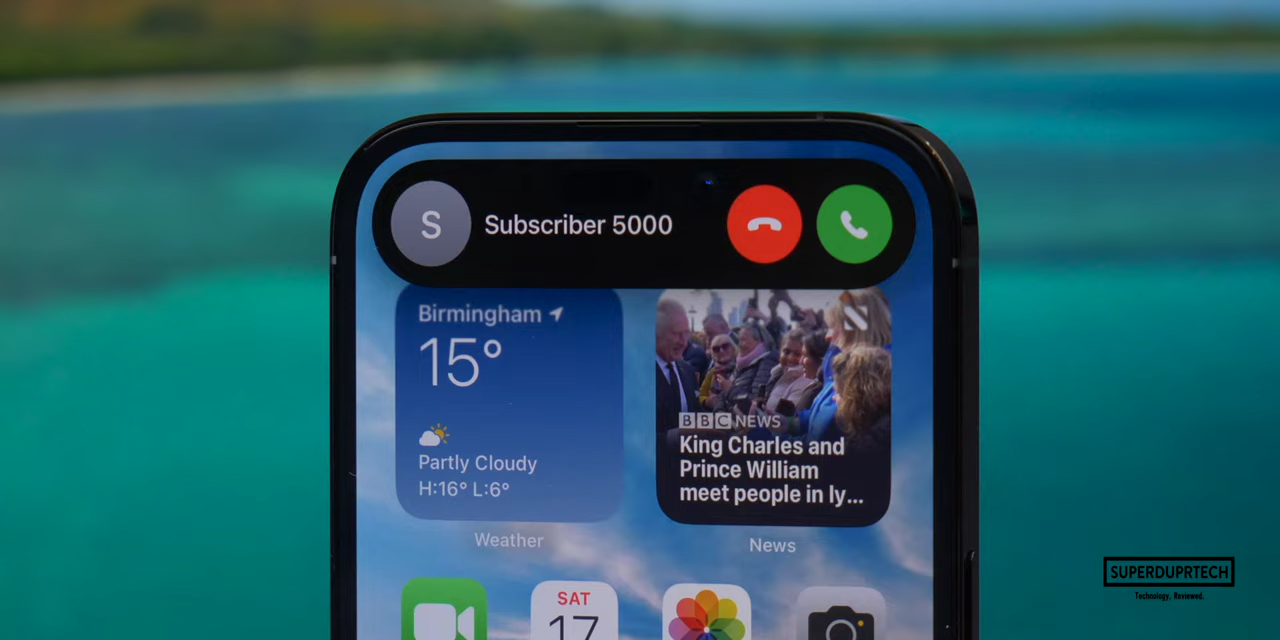 S
Subscriber 5000
Birmingham
15°
Partly Cloudy
H:16° L:6°
Weather
BBC NEWS
King Charles and
Prince William
meet people in ly...
News
SAT
17
SUPERDUPRTECH
Technology, Reviewed.